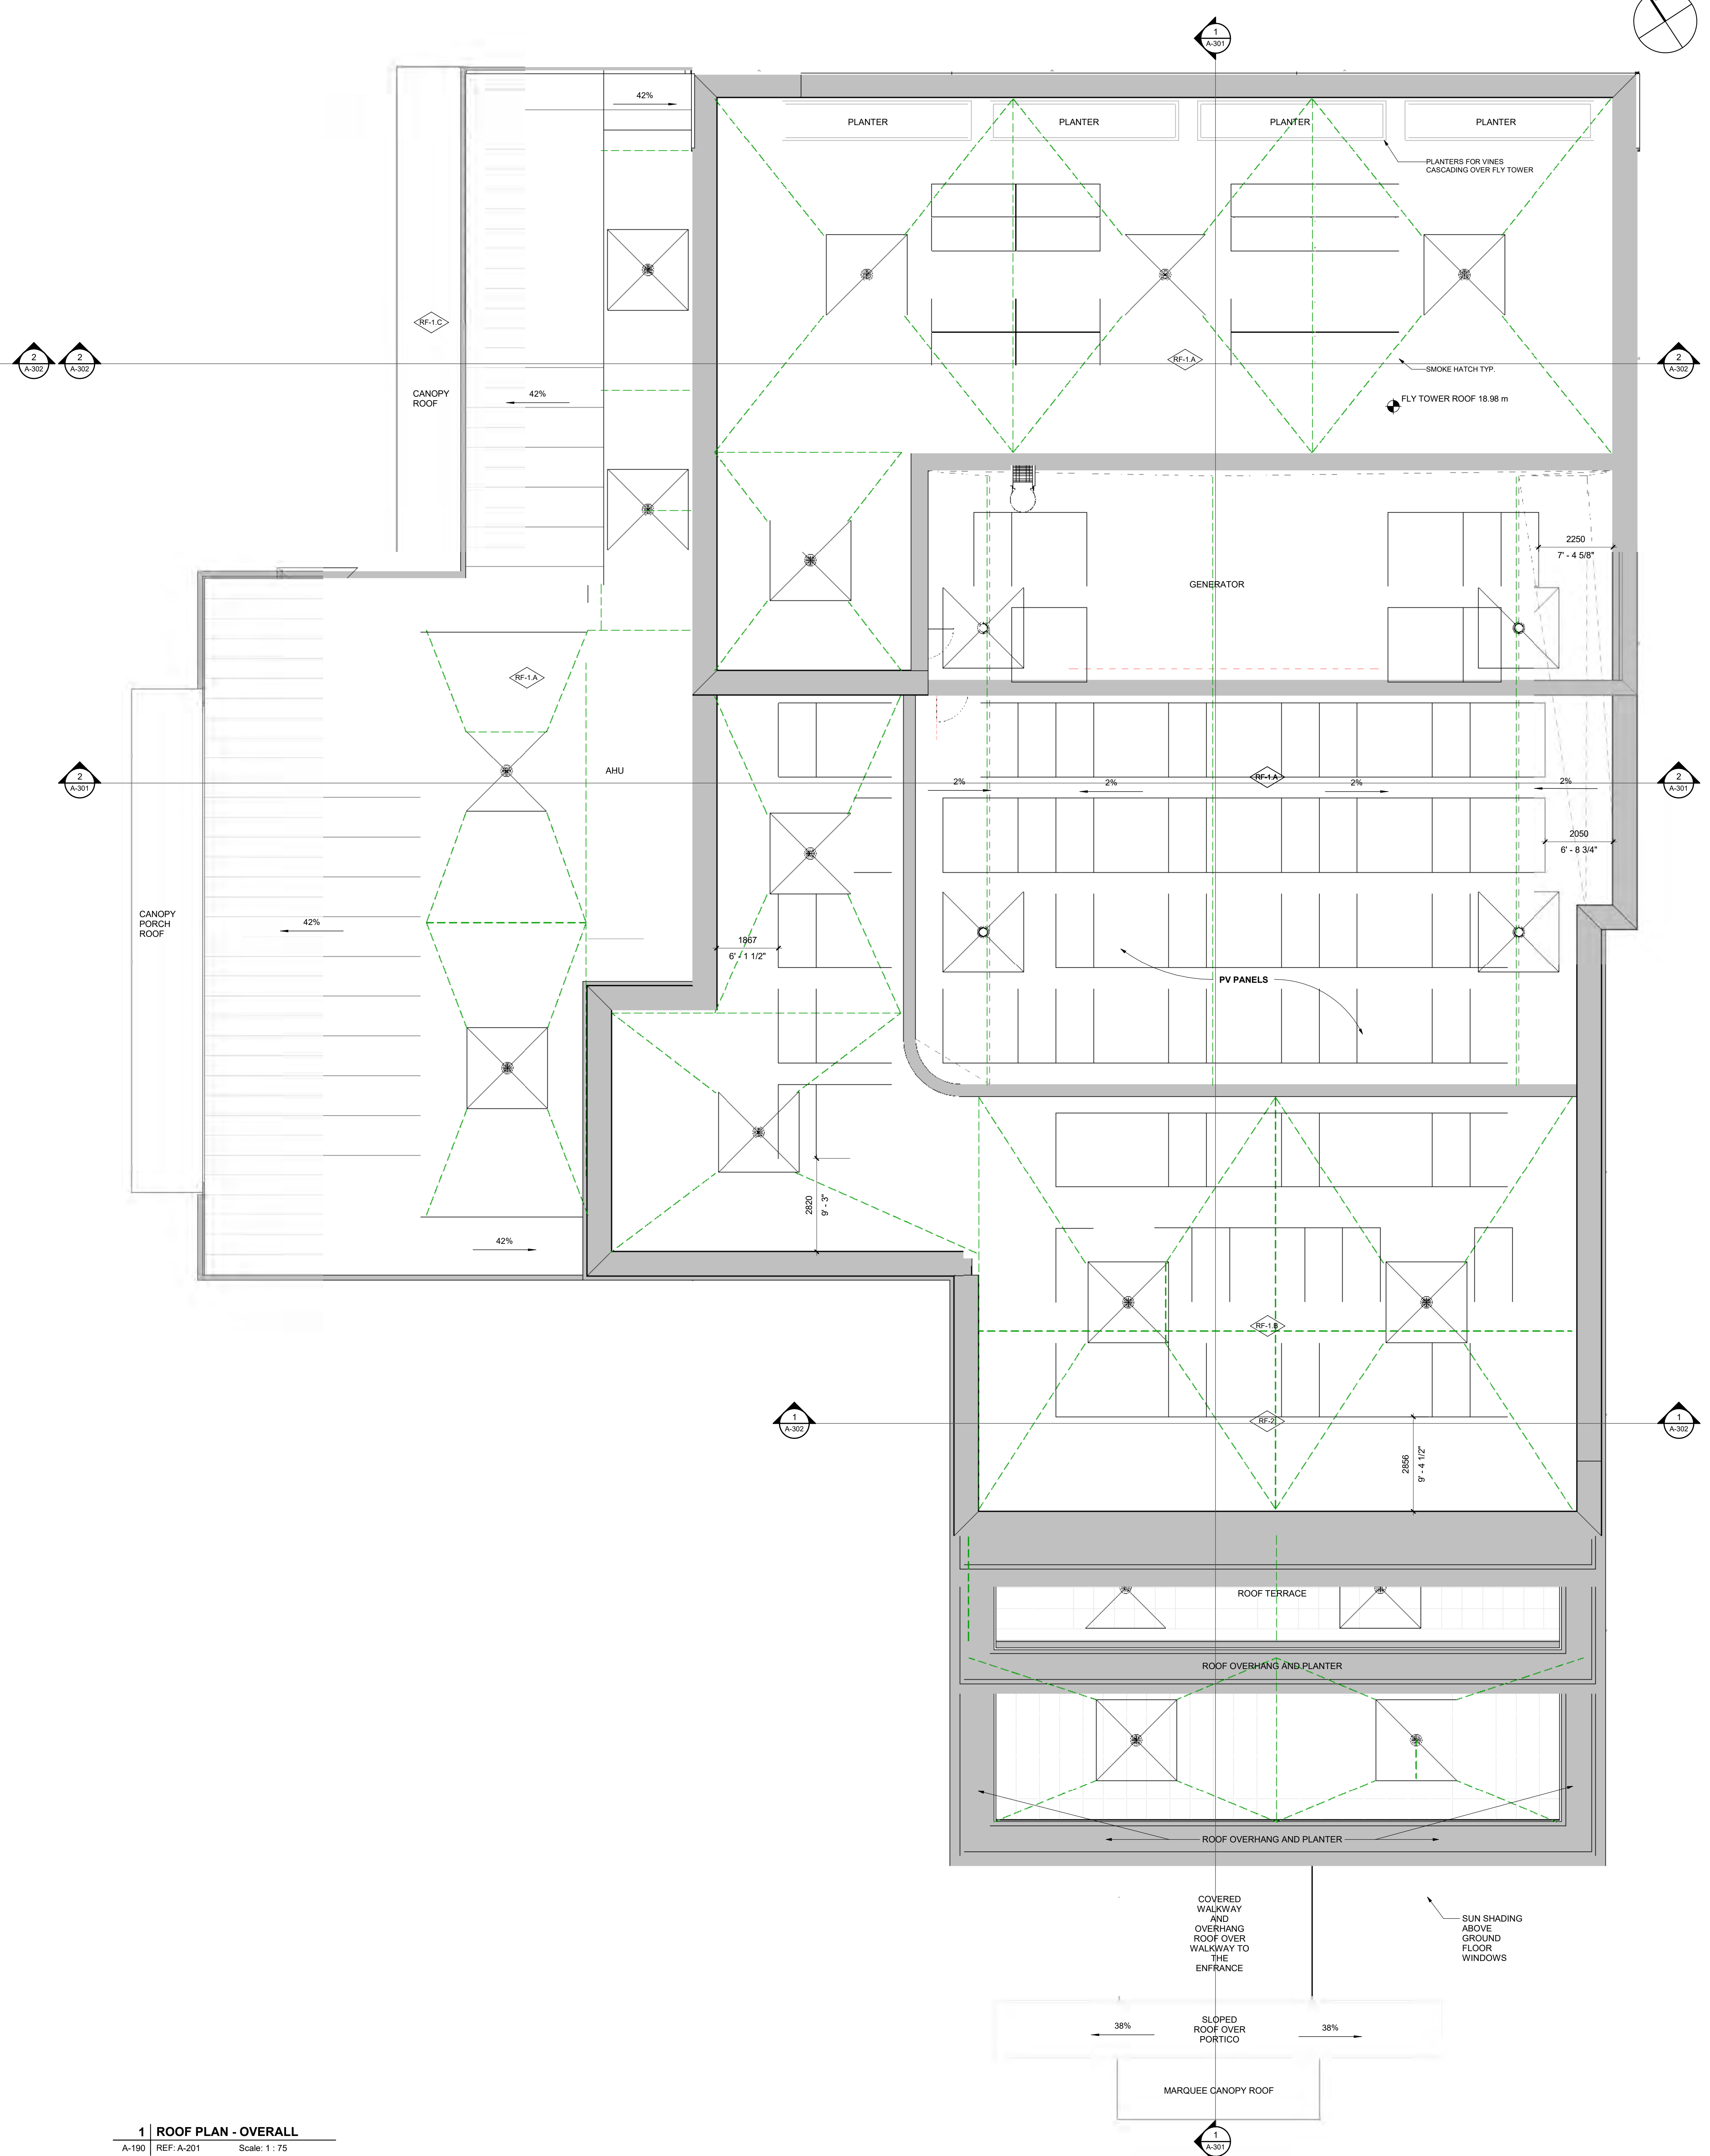 1
A-301
42%
PLANTER
PLANTER
PLANTER
PLANTER
PLANTERS FOR VINES
CASCADING OVER FLY TOWER
RF-1.C
2
A-302
2
A-302
RF-1.A
2
A-302
SMOKE HATCH TYP.
CANOPY
ROOF
42%
FLY TOWER ROOF 18.98 m
2250
7' - 4 5/8"
GENERATOR
RF-1.A
2
A-301
AHU
2%
2%
RF-1.A
2%
2%
2
A-301
2050
6' - 8 3/4"
CANOPY
PORCH
ROOF
42%
1867
6' - 1 1/2"
PV PANELS
2820
9' - 3"
42%
RF-1.B
1
A-302
RF-2
1
A-302
2856
9' - 4 1/2"
ROOF TERRACE
ROOF OVERHANG AND PLANTER
ROOF OVERHANG AND PLANTER
COVERED
WALKWAY
AND
OVERHANG
ROOF OVER
WALKWAY TO
THE
ENFRANCE
SUN SHADING
ABOVE
GROUND
FLOOR
WINDOWS
38%
SLOPED
ROOF OVER
PORTICO
38%
MARQUEE CANOPY ROOF
1
A-301
1 ROOF PLAN - OVERALL
A-190 REF: A-201 Scale: 1 : 75